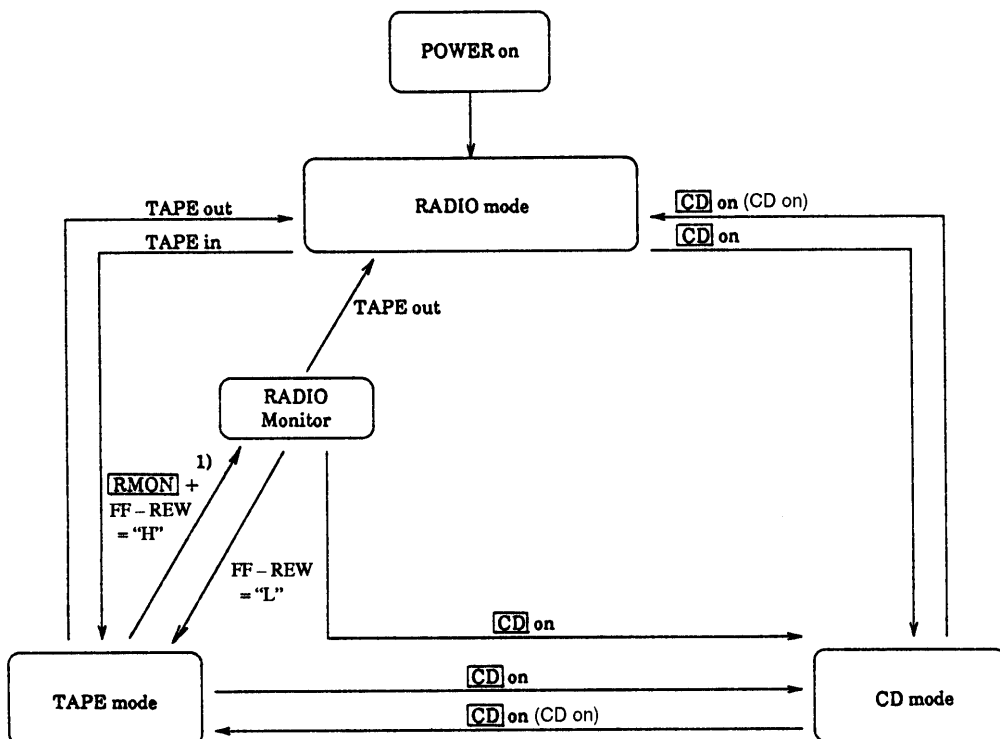 POWER on
RADIO mode
TAPE out
CD on (CD on)
TAPE in
CD on
TAPE out
RADIO
Monitor
1)
RMON +
FF – REW
= “H”
FF – REW
= “L”
CD on
TAPE mode
CD on
CD mode
CD on (CD on)